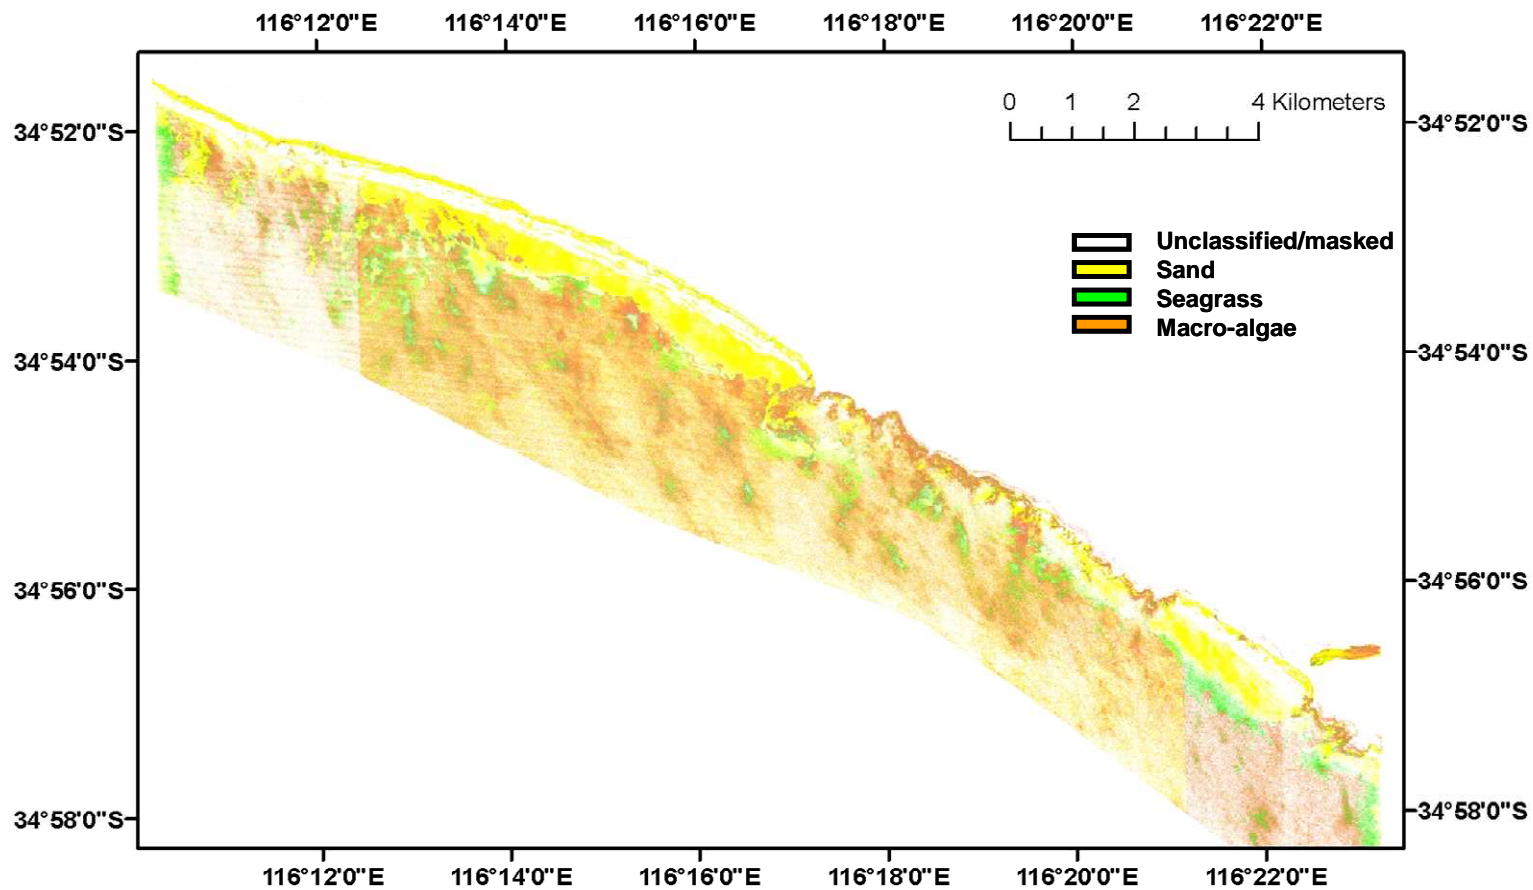 116°12'0"E 116°14'0"E 116°16'0"E 116°18'0"E 116°20'0"E 116°22'0"E
0 1 2 4 Kilometers
34°52'0"S 34°52'0"S
Unclassified/masked
Sand
Seagrass
Macro-algae
34°54'0"S 34°54'0"S
34°56'0"S 34°56'0"S
34°58'0"S 34°58'0"S
116°12'0"E 116°14'0"E 116°16'0"E 116°18'0"E 116°20'0"E 116°22'0"E